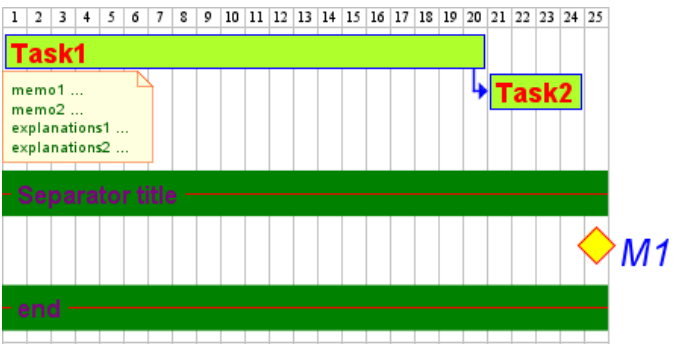 1 2 3 4 5 6 7 8 9 10 11 12 13 14 15 16 17 18 19 20 21 22 23 24 25
Task1
memo1 ...
memo2 ...
explanations1 ...
explanations2 ...
Task2
Separator title
M1
end